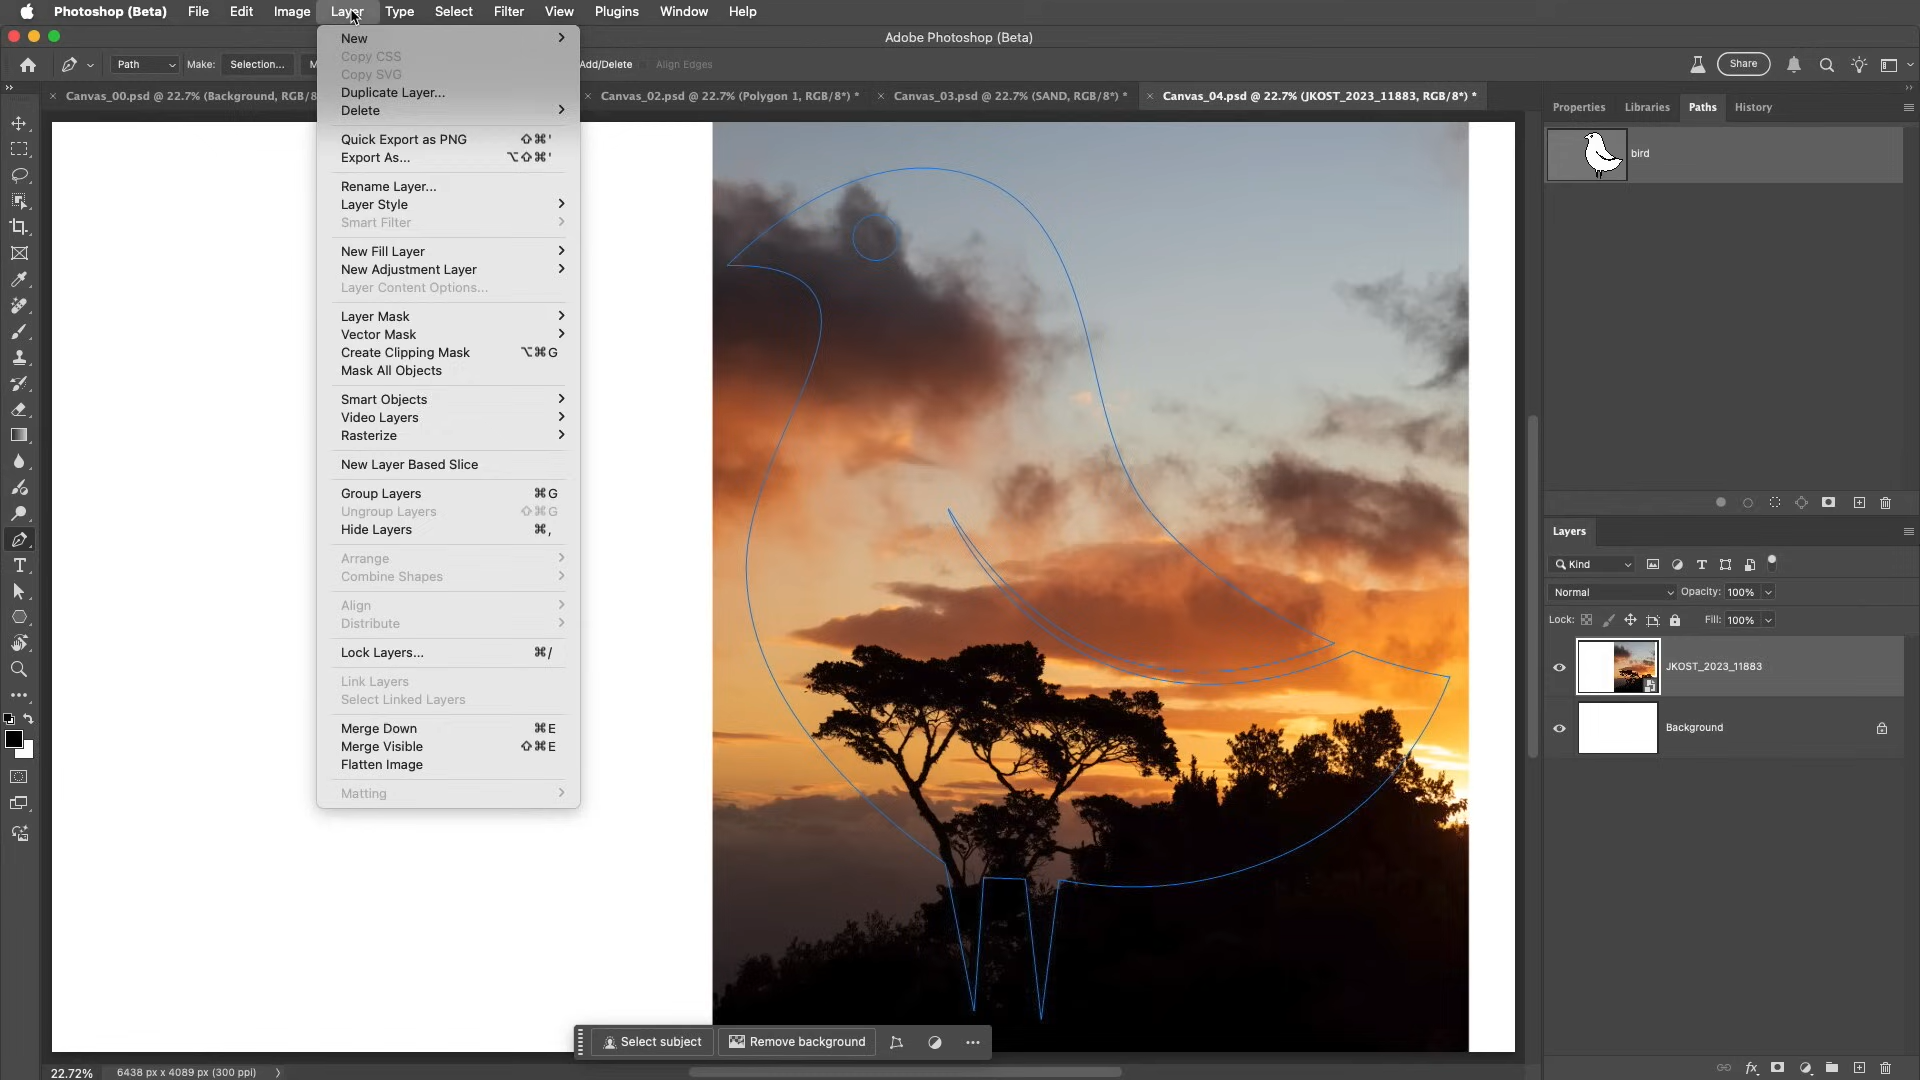 Photoshop (Beta) File Edit Image Layer Type Select Filter View Plugins Window Help
Adobe Photoshop (Beta)
Path Make: Selection... M Add/Delete Align Edges Share
Canvas_00.psd @ 22.7% (Background, RGB/8 Canvas_02.psd @ 22.7% (Polygon 1, RGB/8*) * Canvas_03.psd @ 22.7% (SAND, RGB/8*) * Canvas_04.psd @ 22.7% (JKOST_2023_11883, RGB/8*) *
New
Copy CSS
Copy SVG
Duplicate Layer...
Delete
Quick Export as PNG ⇧⌘'
Export As... ⌥⇧⌘'
Rename Layer...
Layer Style
Smart Filter
New Fill Layer
New Adjustment Layer
Layer Content Options...
Layer Mask
Vector Mask
Create Clipping Mask ⌥⌘G
Mask All Objects
Smart Objects
Video Layers
Rasterize
New Layer Based Slice
Group Layers ⌘G
Ungroup Layers ⇧⌘G
Hide Layers ⌘,
Arrange
Combine Shapes
Align
Distribute
Lock Layers... ⌘/
Link Layers
Select Linked Layers
Merge Down ⌘E
Merge Visible ⇧⌘E
Flatten Image
Matting
Properties Libraries Paths History
bird
Layers
Kind
Normal Opacity: 100%
Lock: Fill: 100%
JKOST_2023_11883
Background
Select subject Remove background
22.72% 6438 px x 4089 px (300 ppi)